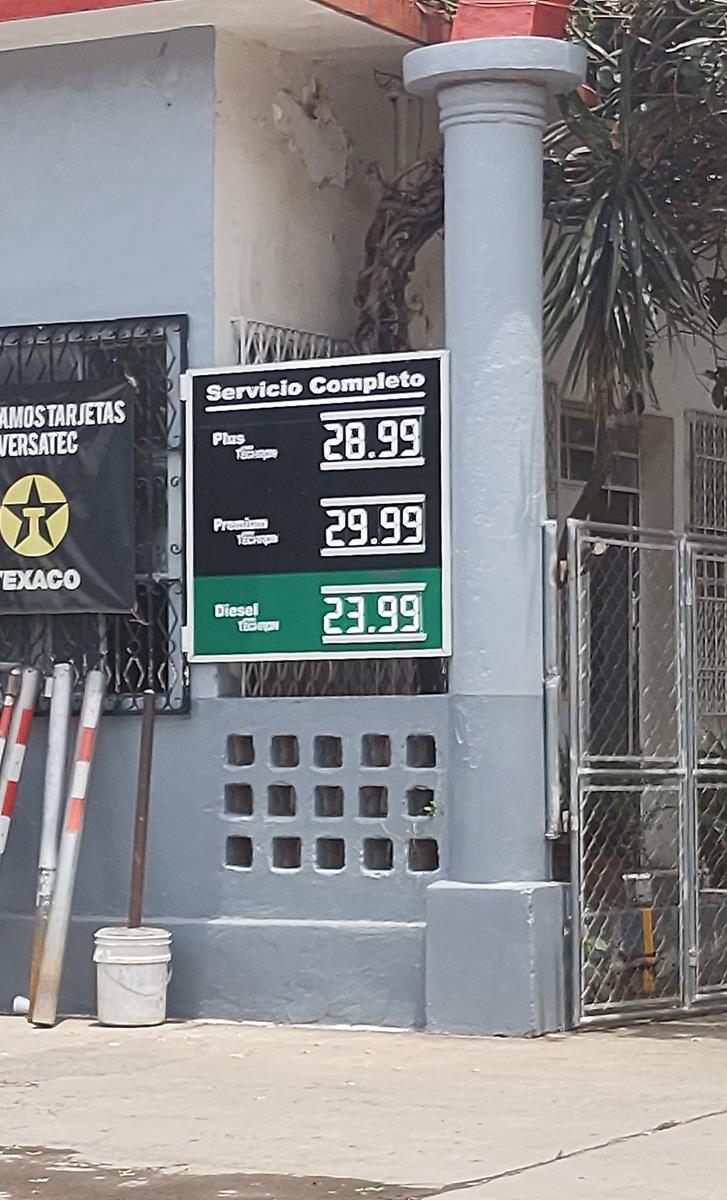 AMOS TARJETAS
VERSATEC
T
TEXACO
Servicio Completo
Plus
28.99
Premium
29.99
Diesel
23.99